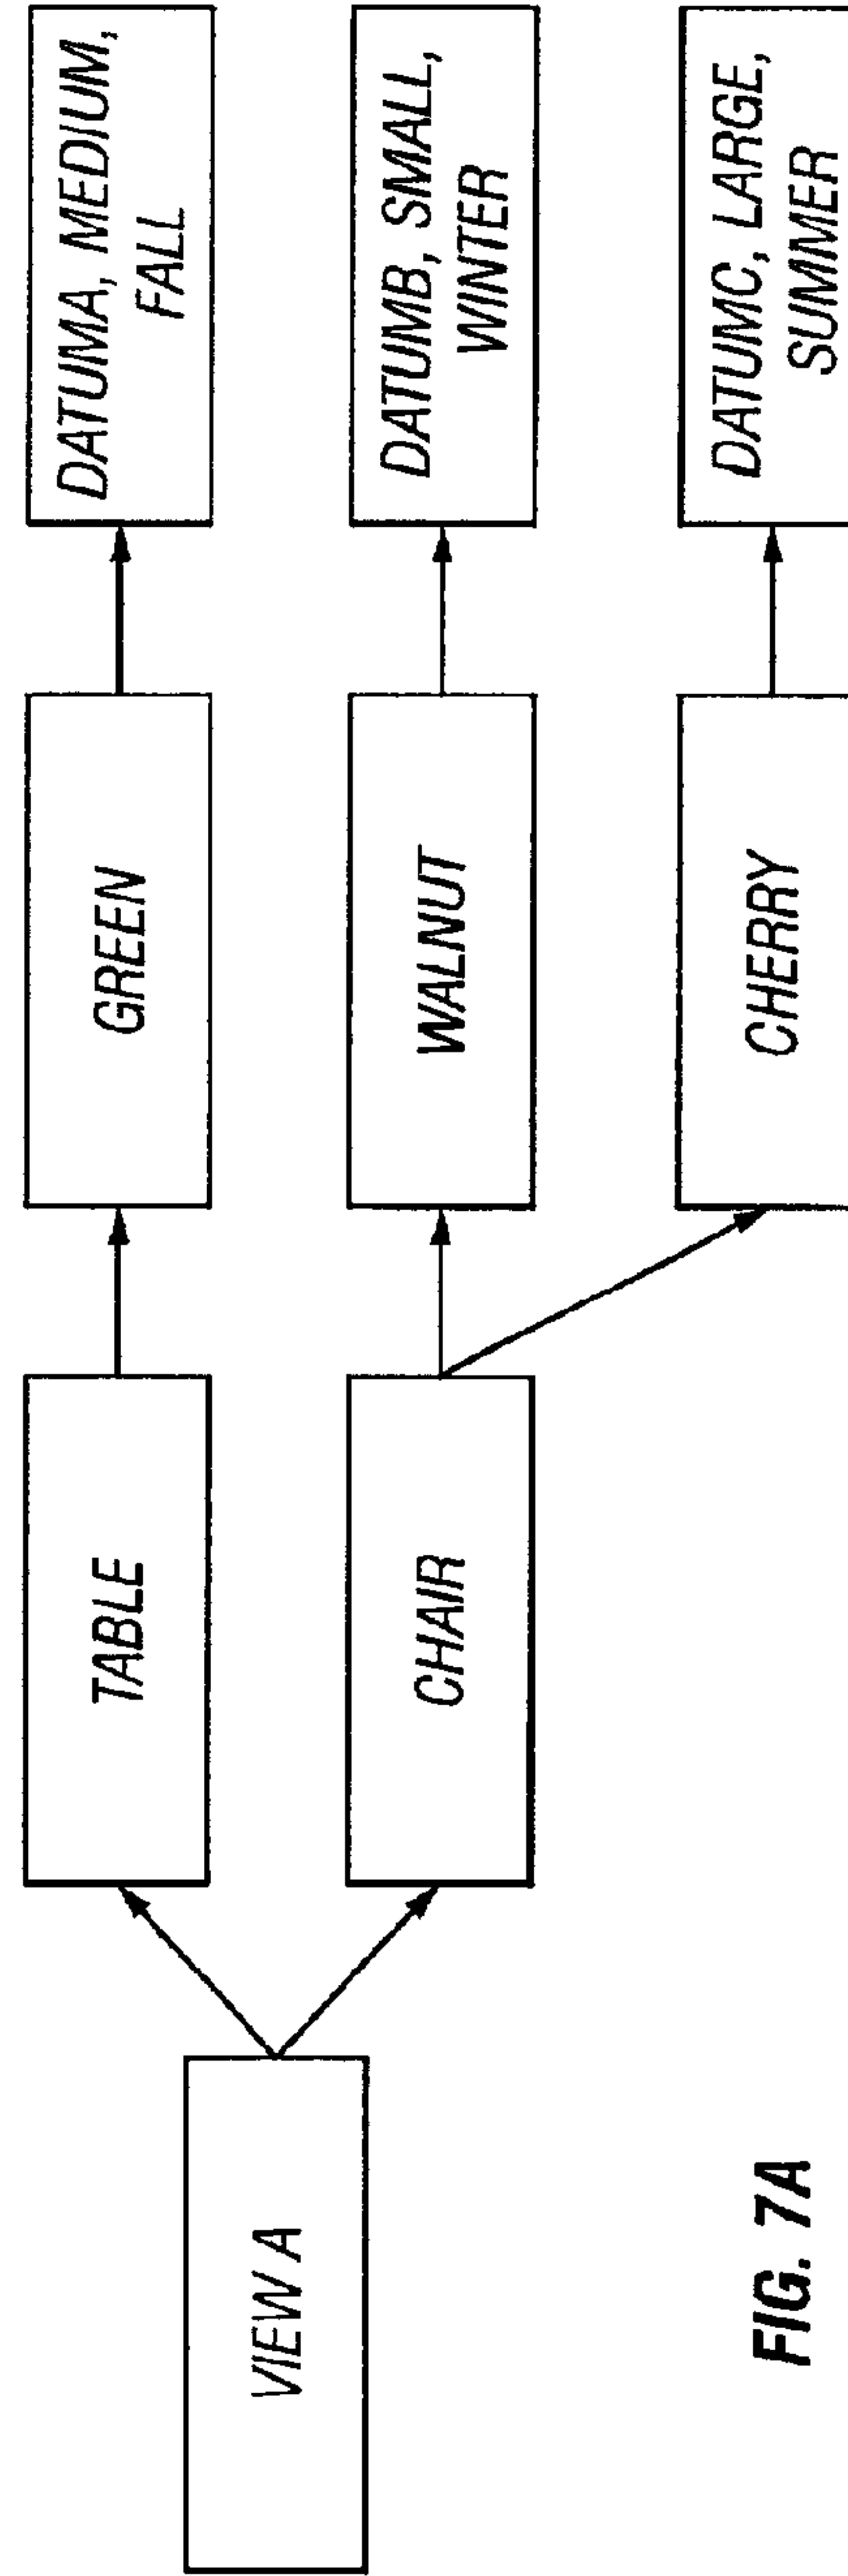 VIEW A
TABLE
GREEN
DATUMA, MEDIUM,
FALL
CHAIR
WALNUT
DATUMB, SMALL,
WINTER
CHERRY
DATUMC, LARGE,
SUMMER
FIG. 7A